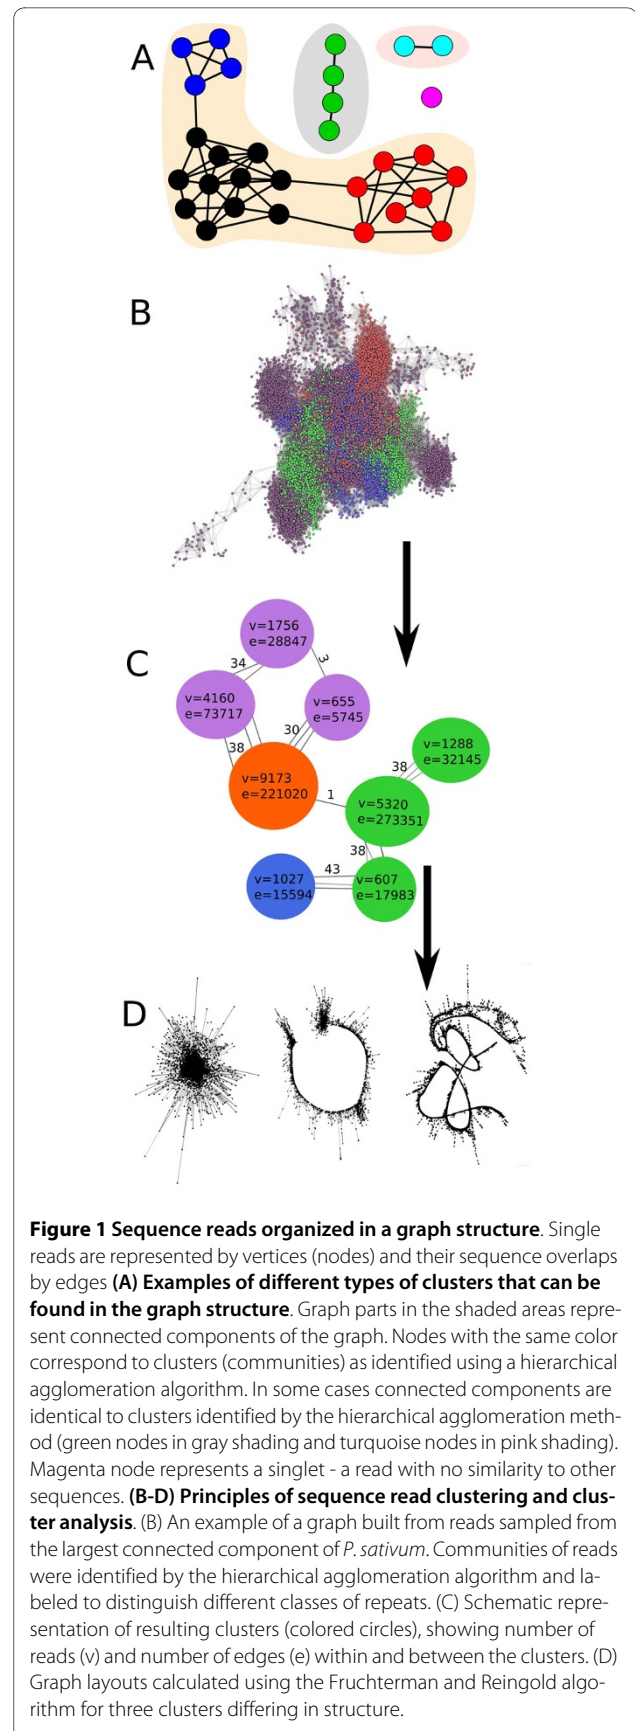 A
B
C
v=1756
e=28847
34
3
v=4160
e=73717
v=655
e=5745
30
38
v=9173
e=221020
1
v=1288
e=32145
38
v=5320
e=273351
38
43
v=1027
e=15594
v=607
e=17983
D
Figure 1 Sequence reads organized in a graph structure. Single
reads are represented by vertices (nodes) and their sequence overlaps
by edges (A) Examples of different types of clusters that can be
found in the graph structure. Graph parts in the shaded areas repre-
sent connected components of the graph. Nodes with the same color
correspond to clusters (communities) as identified using a hierarchical
agglomeration algorithm. In some cases connected components are
identical to clusters identified by the hierarchical agglomeration meth-
od (green nodes in gray shading and turquoise nodes in pink shading).
Magenta node represents a singlet - a read with no similarity to other
sequences. (B-D) Principles of sequence read clustering and clus-
ter analysis. (B) An example of a graph built from reads sampled from
the largest connected component of P. sativum. Communities of reads
were identified by the hierarchical agglomeration algorithm and la-
beled to distinguish different classes of repeats. (C) Schematic repre-
sentation of resulting clusters (colored circles), showing number of
reads (v) and number of edges (e) within and between the clusters. (D)
Graph layouts calculated using the Fruchterman and Reingold algo-
rithm for three clusters differing in structure.